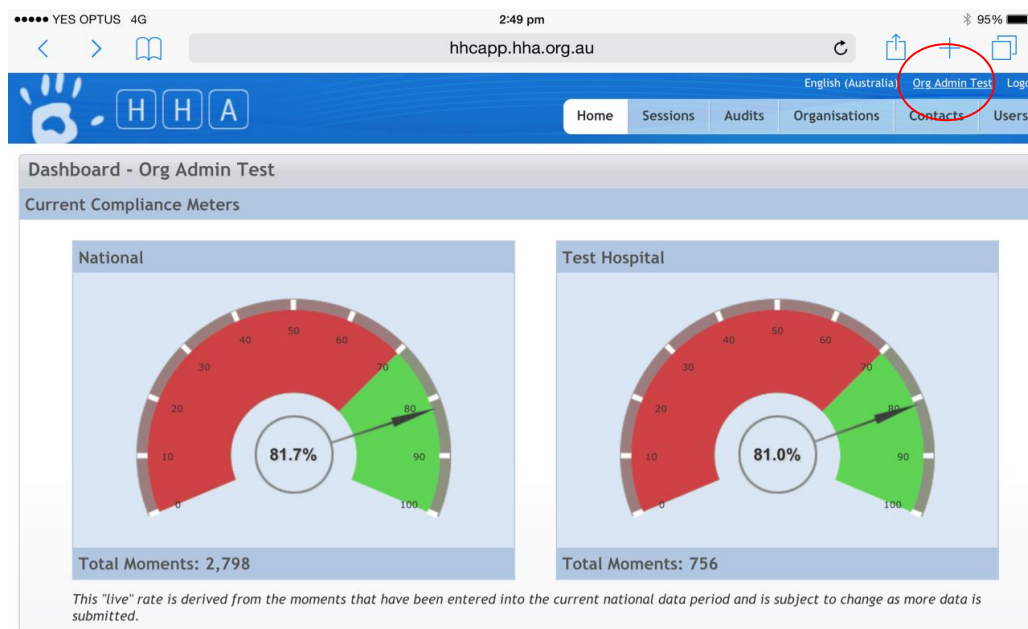 YES OPTUS 4G 2:49 pm 95%
hhcapp.hha.org.au
English (Australia) Org Admin Test Logo
H H A
Home Sessions Audits Organisations Contacts Users
Dashboard - Org Admin Test
Current Compliance Meters
National
0 10 20 30 40 50 60 70 80 90 100
81.7%
Total Moments: 2,798
Test Hospital
0 10 20 30 40 50 60 70 80 90 100
81.0%
Total Moments: 756
This "live" rate is derived from the moments that have been entered into the current national data period and is subject to change as more data is
submitted.